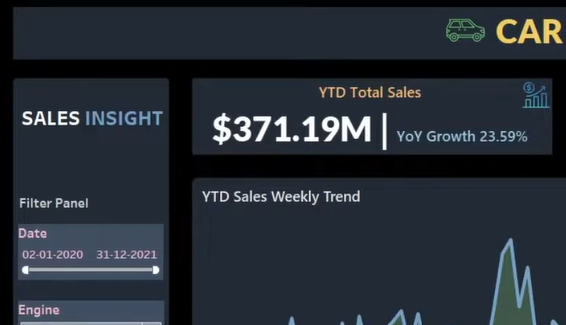 CAR
SALES INSIGHT
YTD Total Sales
$371.19M | YoY Growth 23.59%
Filter Panel
Date
02-01-2020 31-12-2021
Engine
YTD Sales Weekly Trend